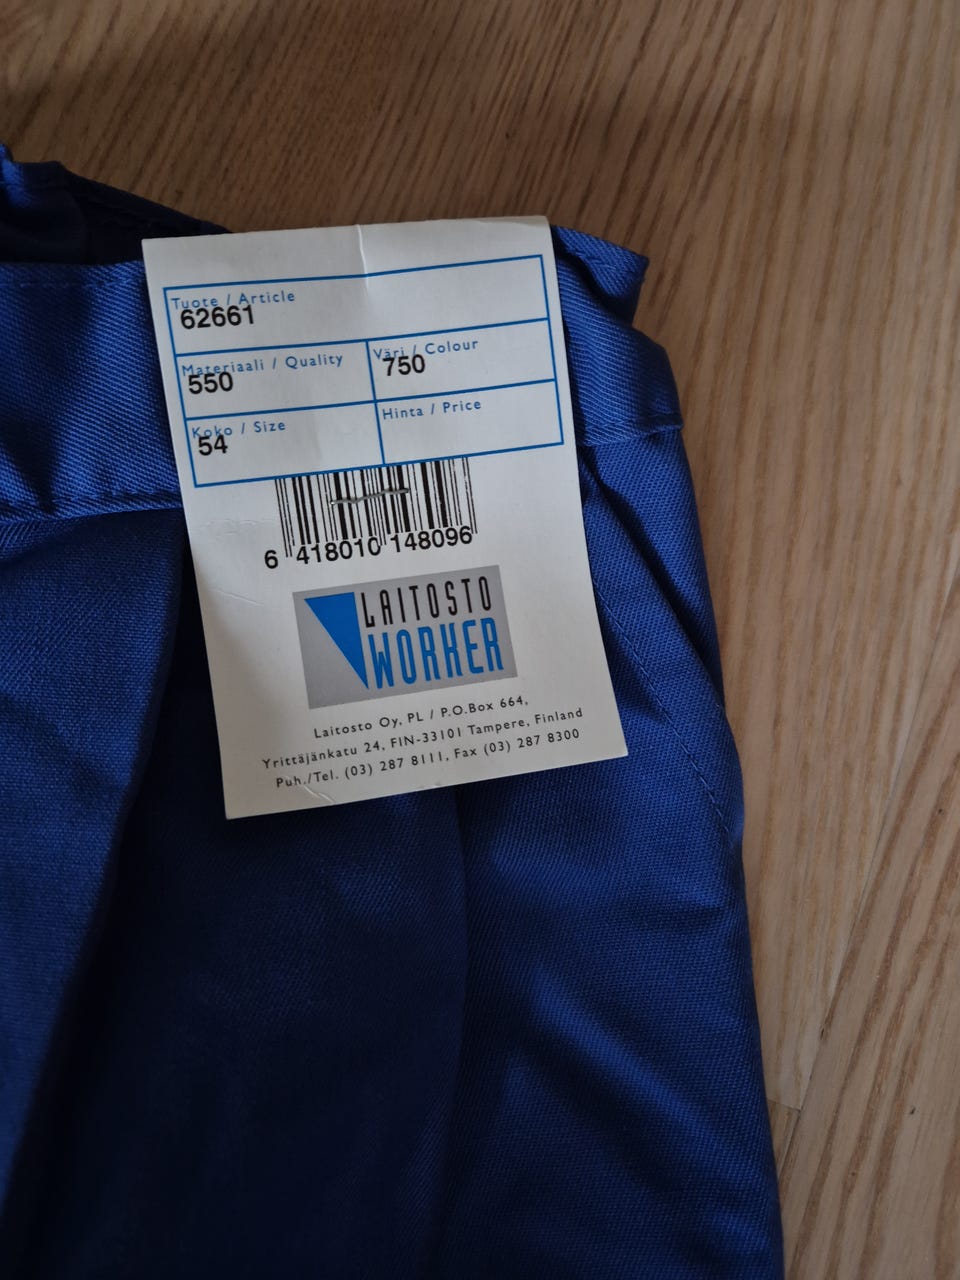 Tuote / Article
62661
Materiaali / Quality
550
Väri / Colour
750
Koko / Size
54
Hinta / Price
6 418010 148096
LAITOSTO
WORKER
Laitosto Oy, PL / P.O.Box 664,
Yrittäjänkatu 24, FIN-33101 Tampere, Finland
Puh./Tel. (03) 287 8111, Fax (03) 287 8300